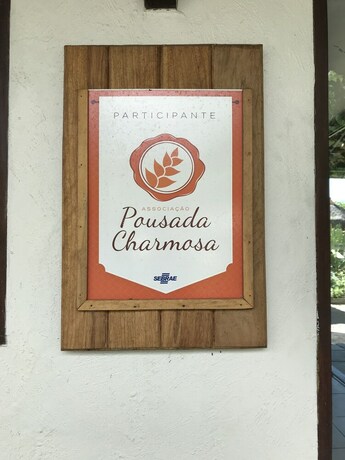 PARTICIPANTE
ASSOCIAÇÃO
Pousada
Charmosa
SEBRAE